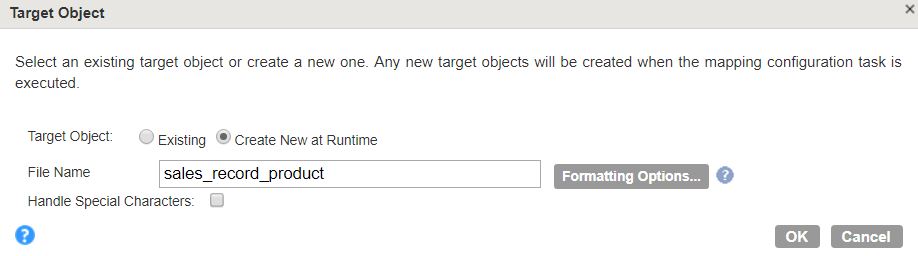 Target Object ×
Select an existing target object or create a new one. Any new target objects will be created when the mapping configuration task is
executed.
Target Object: Existing Create New at Runtime
File Name sales_record_product Formatting Options... ?
Handle Special Characters:
? OK Cancel